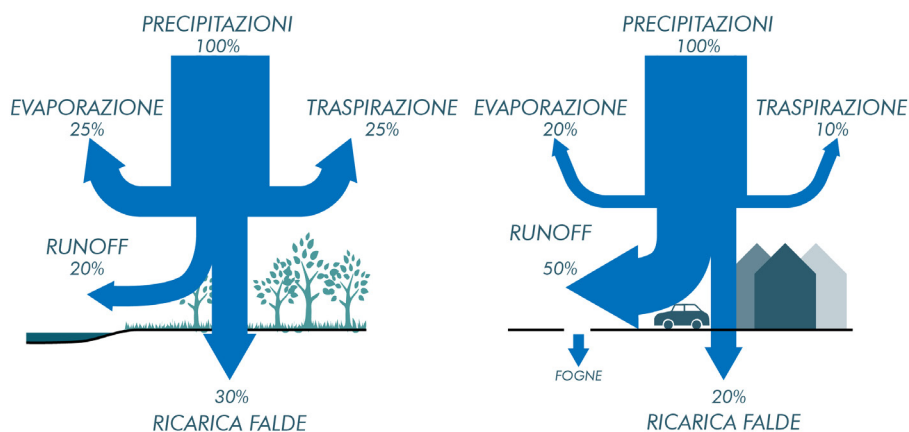 PRECIPITAZIONI
100%
EVAPORAZIONE
25%
TRASPIRAZIONE
25%
RUNOFF
20%
30%
RICARICA FALDE
PRECIPITAZIONI
100%
EVAPORAZIONE
20%
TRASPIRAZIONE
10%
RUNOFF
50%
FOGNE
20%
RICARICA FALDE